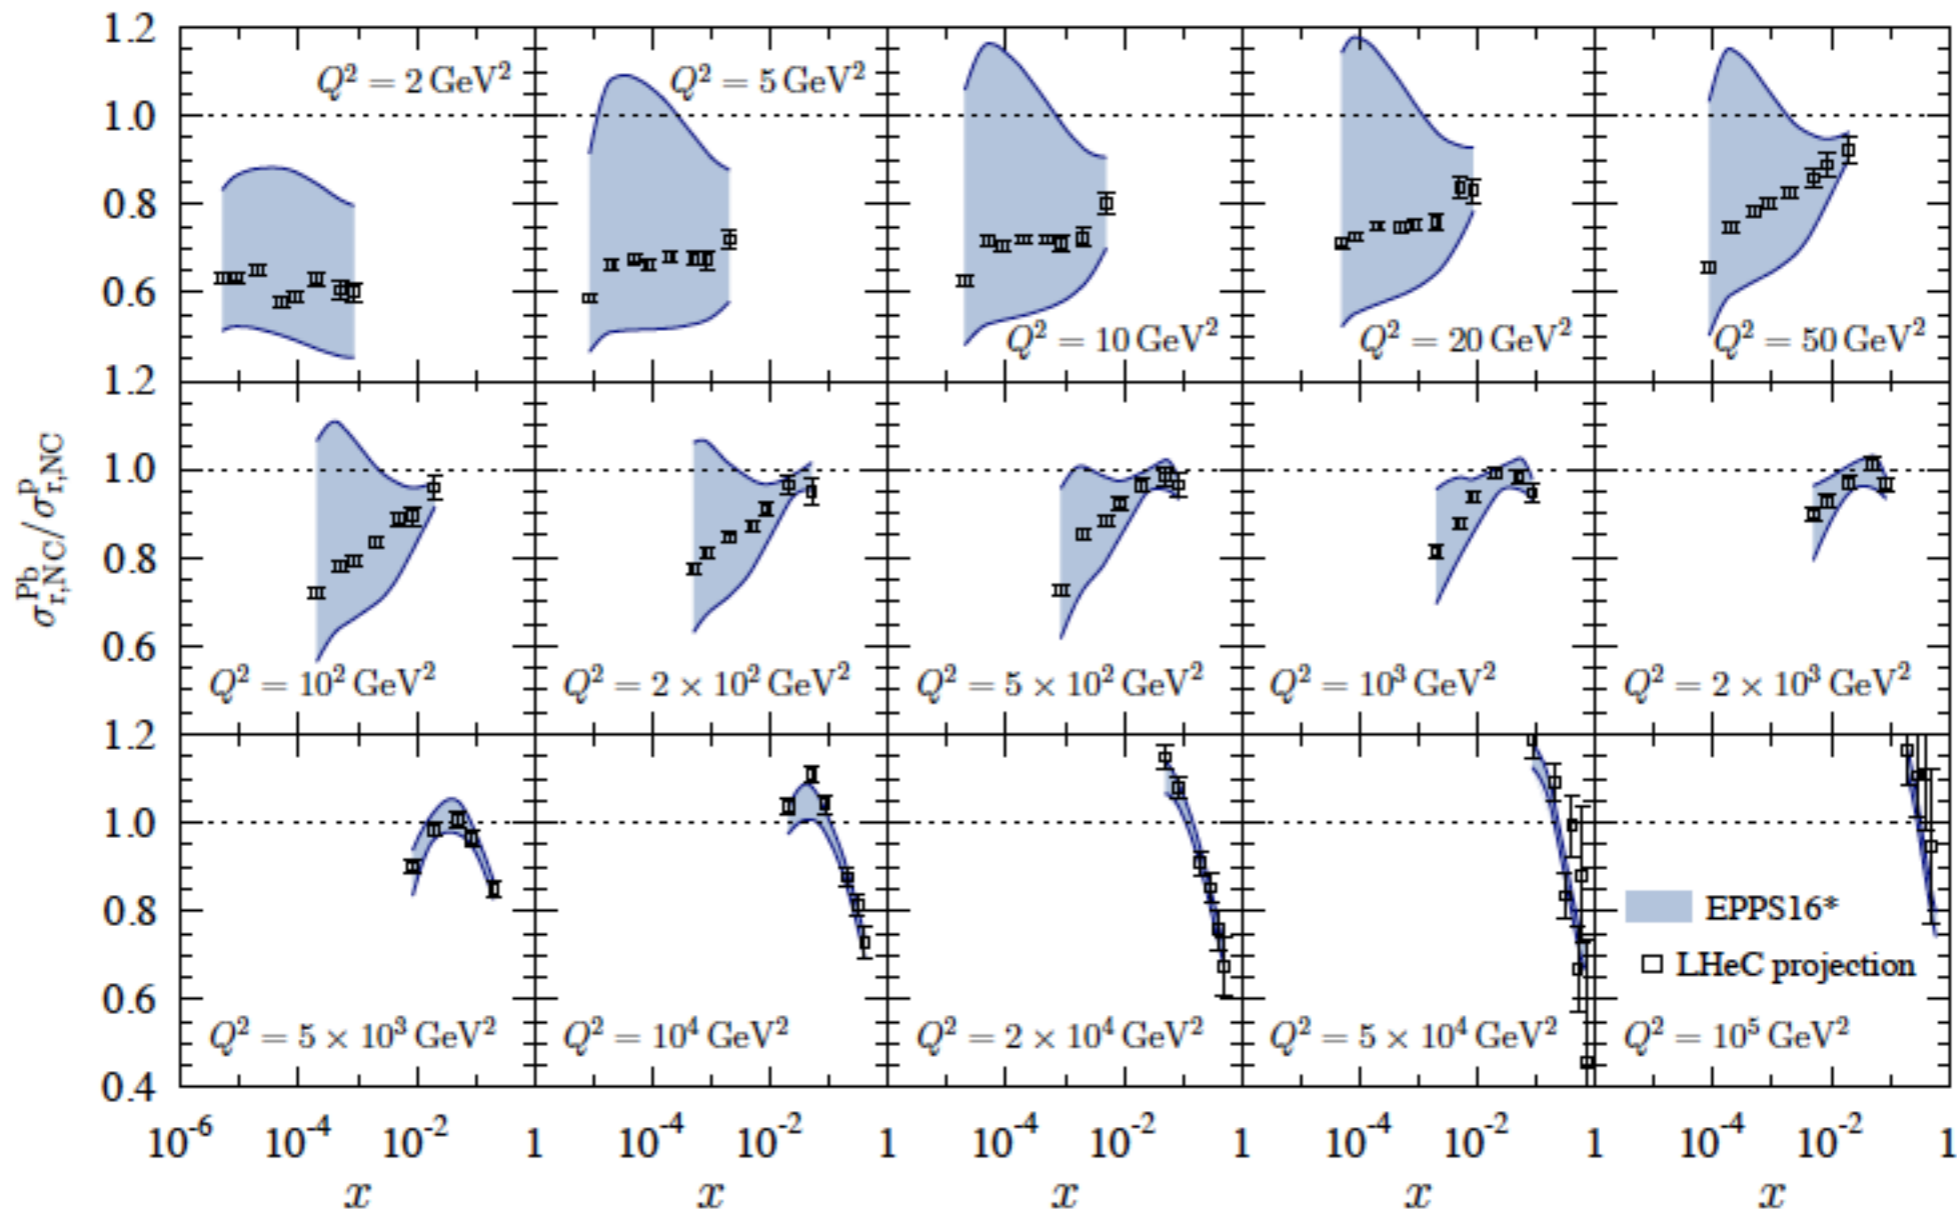 1.2
Q² = 2 GeV² Q² = 5 GeV²
1.0
0.8
0.6
Q² = 10 GeV² Q² = 20 GeV² Q² = 50 GeV²
1.2
1.0
0.8
0.6
Q² = 10² GeV² Q² = 2 × 10² GeV² Q² = 5 × 10² GeV² Q² = 10³ GeV² Q² = 2 × 10³ GeV²
σ^Pb_r,NC/σ^p_r,NC
1.2
1.0
0.8
EPPS16*
LHeC projection
0.6
Q² = 5 × 10³ GeV² Q² = 10⁴ GeV² Q² = 2 × 10⁴ GeV² Q² = 5 × 10⁴ GeV² Q² = 10⁵ GeV²
0.4
10⁻⁶ 10⁻⁴ 10⁻² 1 10⁻⁴ 10⁻² 1 10⁻⁴ 10⁻² 1 10⁻⁴ 10⁻² 1 10⁻⁴ 10⁻² 1
x x x x x